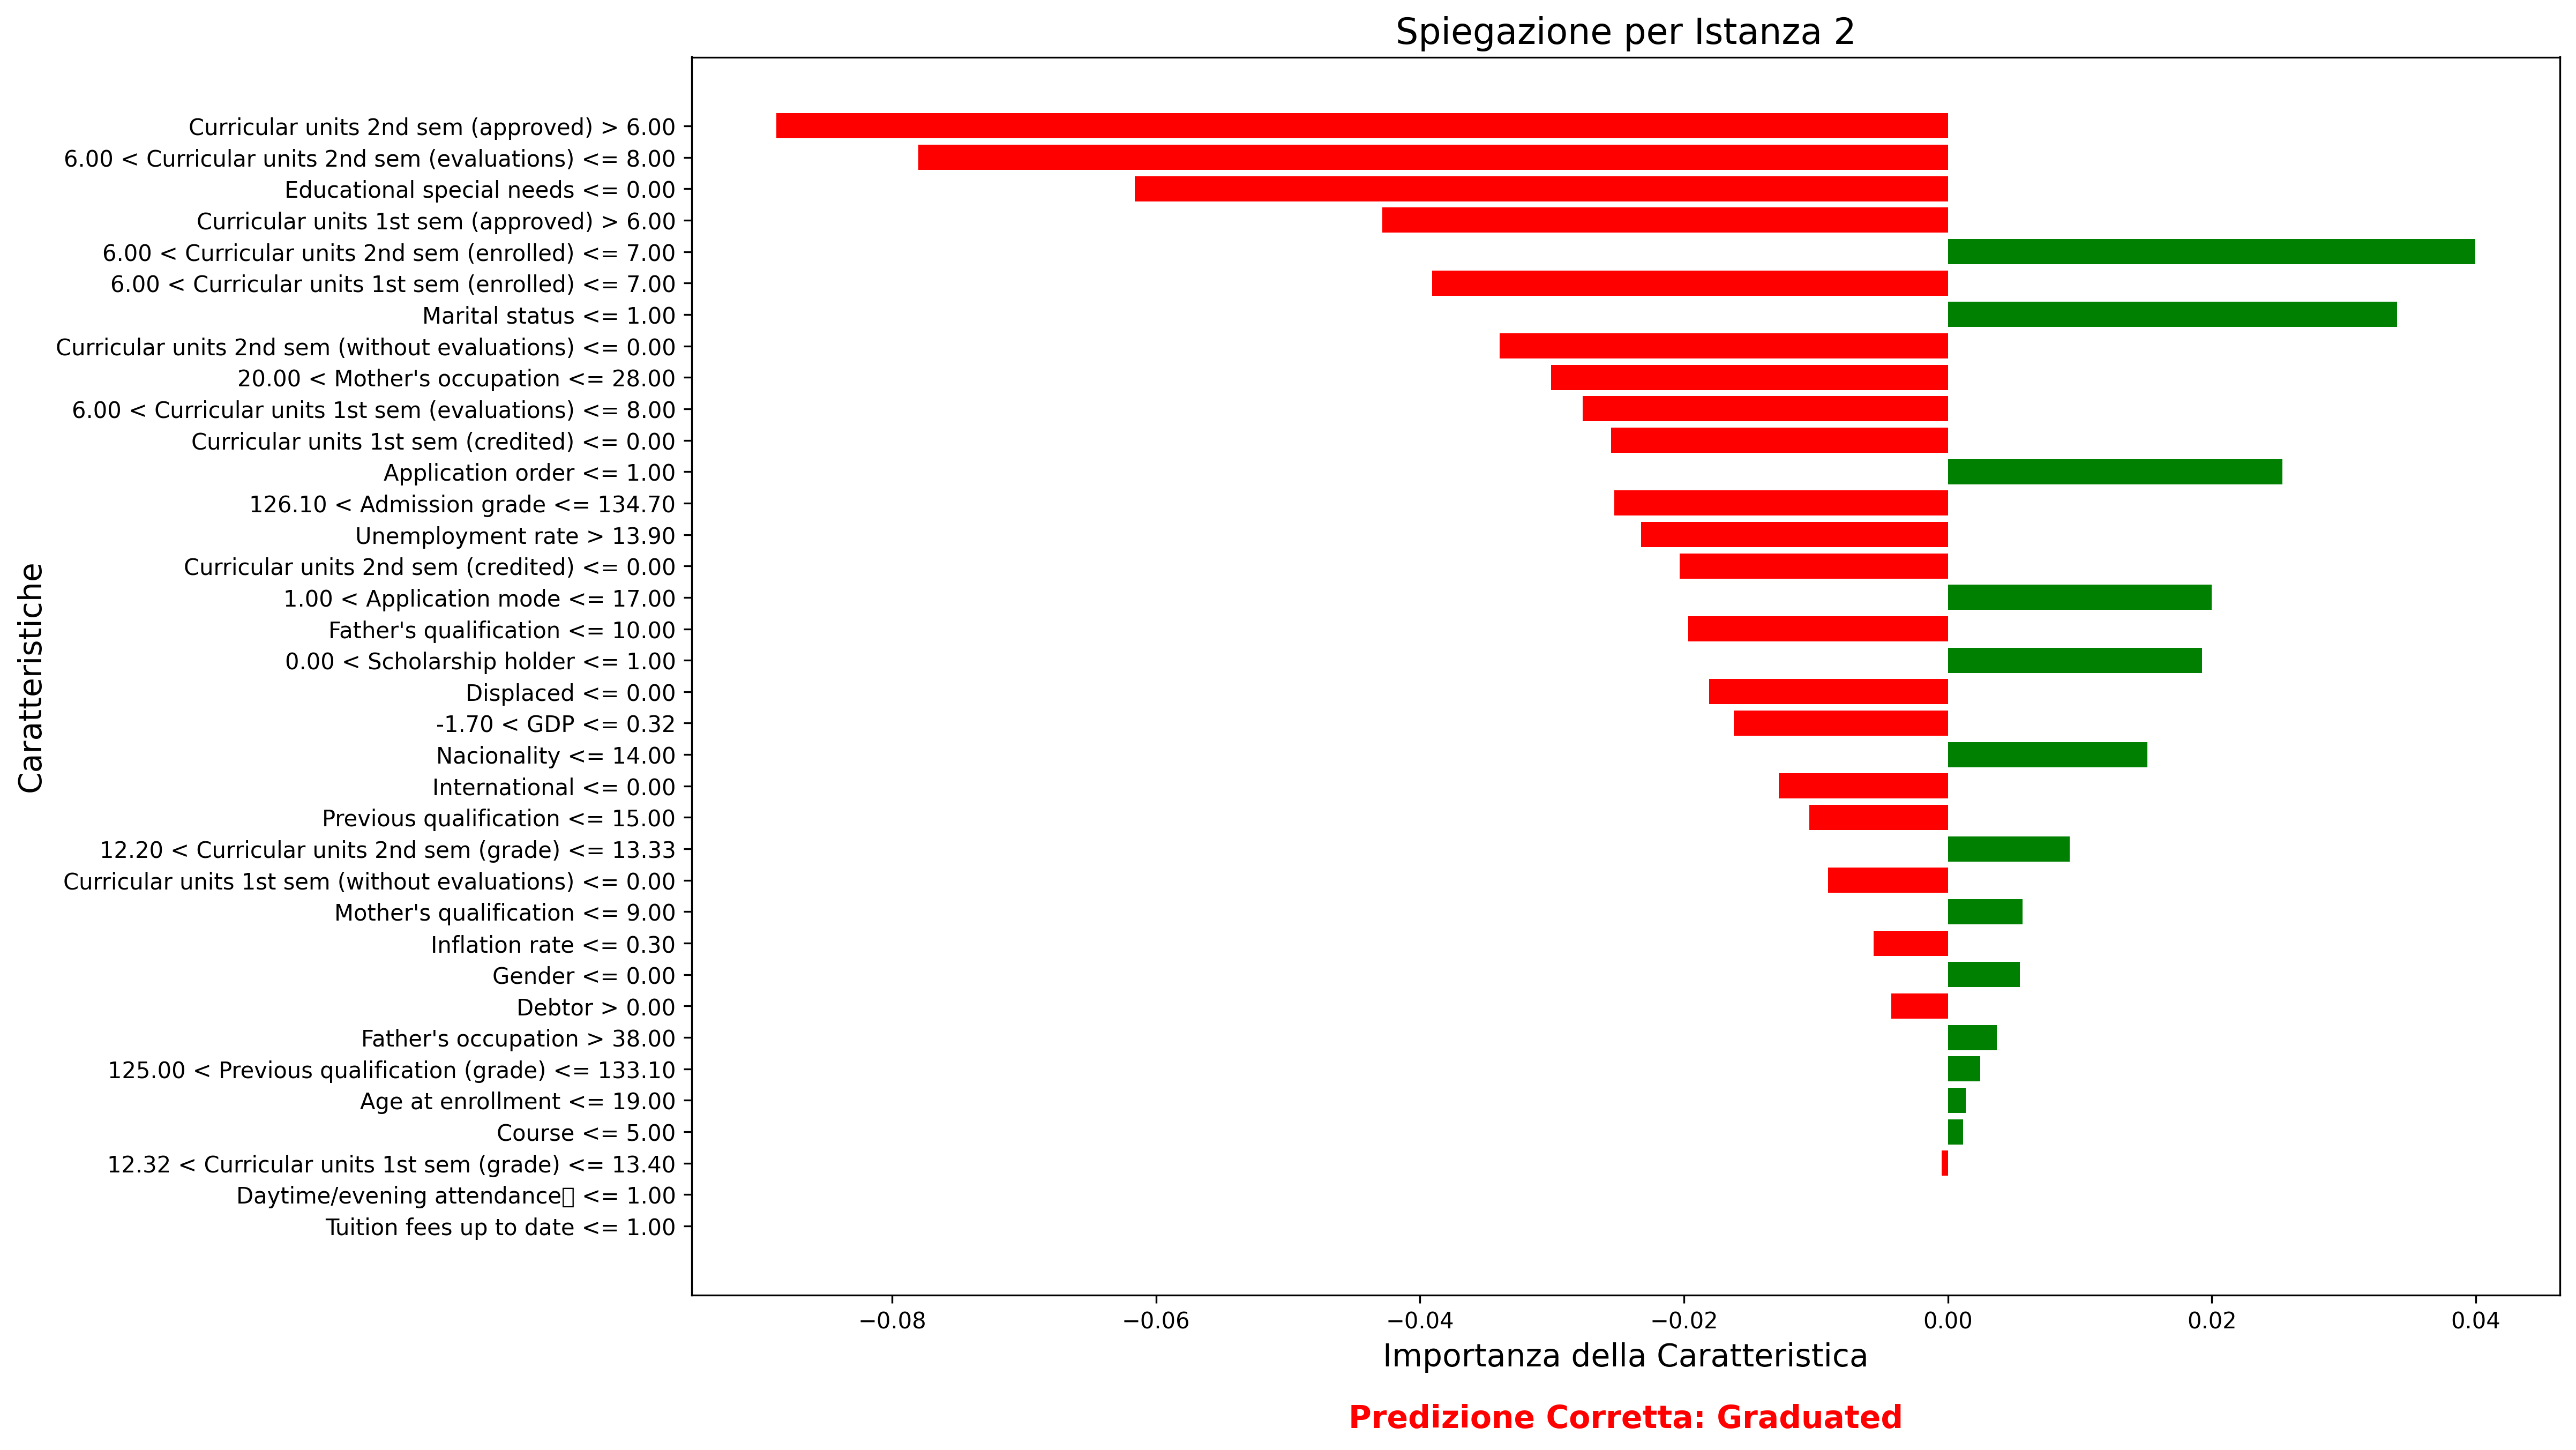 Spiegazione per Istanza 2
Caratteristiche
Curricular units 2nd sem (approved) > 6.00
6.00 < Curricular units 2nd sem (evaluations) <= 8.00
Educational special needs <= 0.00
Curricular units 1st sem (approved) > 6.00
6.00 < Curricular units 2nd sem (enrolled) <= 7.00
6.00 < Curricular units 1st sem (enrolled) <= 7.00
Marital status <= 1.00
Curricular units 2nd sem (without evaluations) <= 0.00
20.00 < Mother's occupation <= 28.00
6.00 < Curricular units 1st sem (evaluations) <= 8.00
Curricular units 1st sem (credited) <= 0.00
Application order <= 1.00
126.10 < Admission grade <= 134.70
Unemployment rate > 13.90
Curricular units 2nd sem (credited) <= 0.00
1.00 < Application mode <= 17.00
Father's qualification <= 10.00
0.00 < Scholarship holder <= 1.00
Displaced <= 0.00
-1.70 < GDP <= 0.32
Nacionality <= 14.00
International <= 0.00
Previous qualification <= 15.00
12.20 < Curricular units 2nd sem (grade) <= 13.33
Curricular units 1st sem (without evaluations) <= 0.00
Mother's qualification <= 9.00
Inflation rate <= 0.30
Gender <= 0.00
Debtor > 0.00
Father's occupation > 38.00
125.00 < Previous qualification (grade) <= 133.10
Age at enrollment <= 19.00
Course <= 5.00
12.32 < Curricular units 1st sem (grade) <= 13.40
Daytime/evening attendance▯ <= 1.00
Tuition fees up to date <= 1.00
−0.08 −0.06 −0.04 −0.02 0.00 0.02 0.04
Importanza della Caratteristica
Predizione Corretta: Graduated